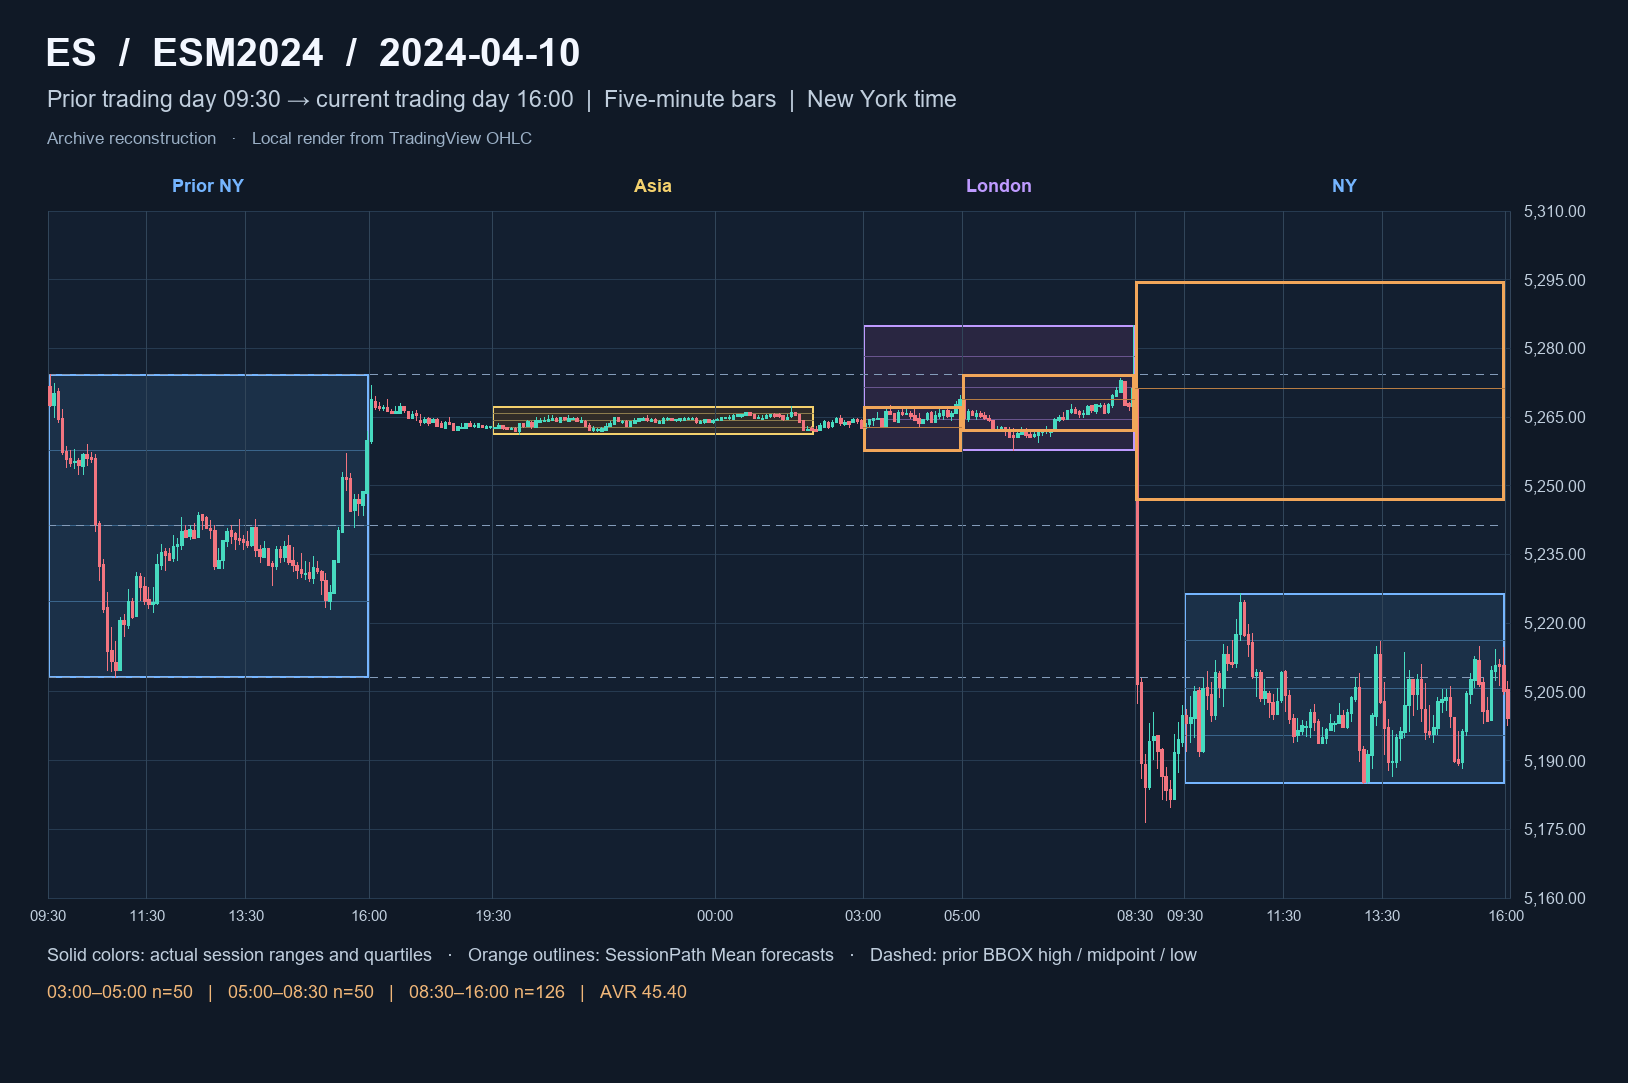 ES / ESM2024 / 2024-04-10
Prior trading day 09:30 → current trading day 16:00 | Five-minute bars | New York time
Archive reconstruction · Local render from TradingView OHLC
Prior NY Asia London NY
5,310.00
5,295.00
5,280.00
5,265.00
5,250.00
5,235.00
5,220.00
5,205.00
5,190.00
5,175.00
5,160.00
09:30 11:30 13:30 16:00 19:30 00:00 03:00 05:00 08:30 09:30 11:30 13:30 16:00
Solid colors: actual session ranges and quartiles · Orange outlines: SessionPath Mean forecasts · Dashed: prior BBOX high / midpoint / low
03:00–05:00 n=50 | 05:00–08:30 n=50 | 08:30–16:00 n=126 | AVR 45.40